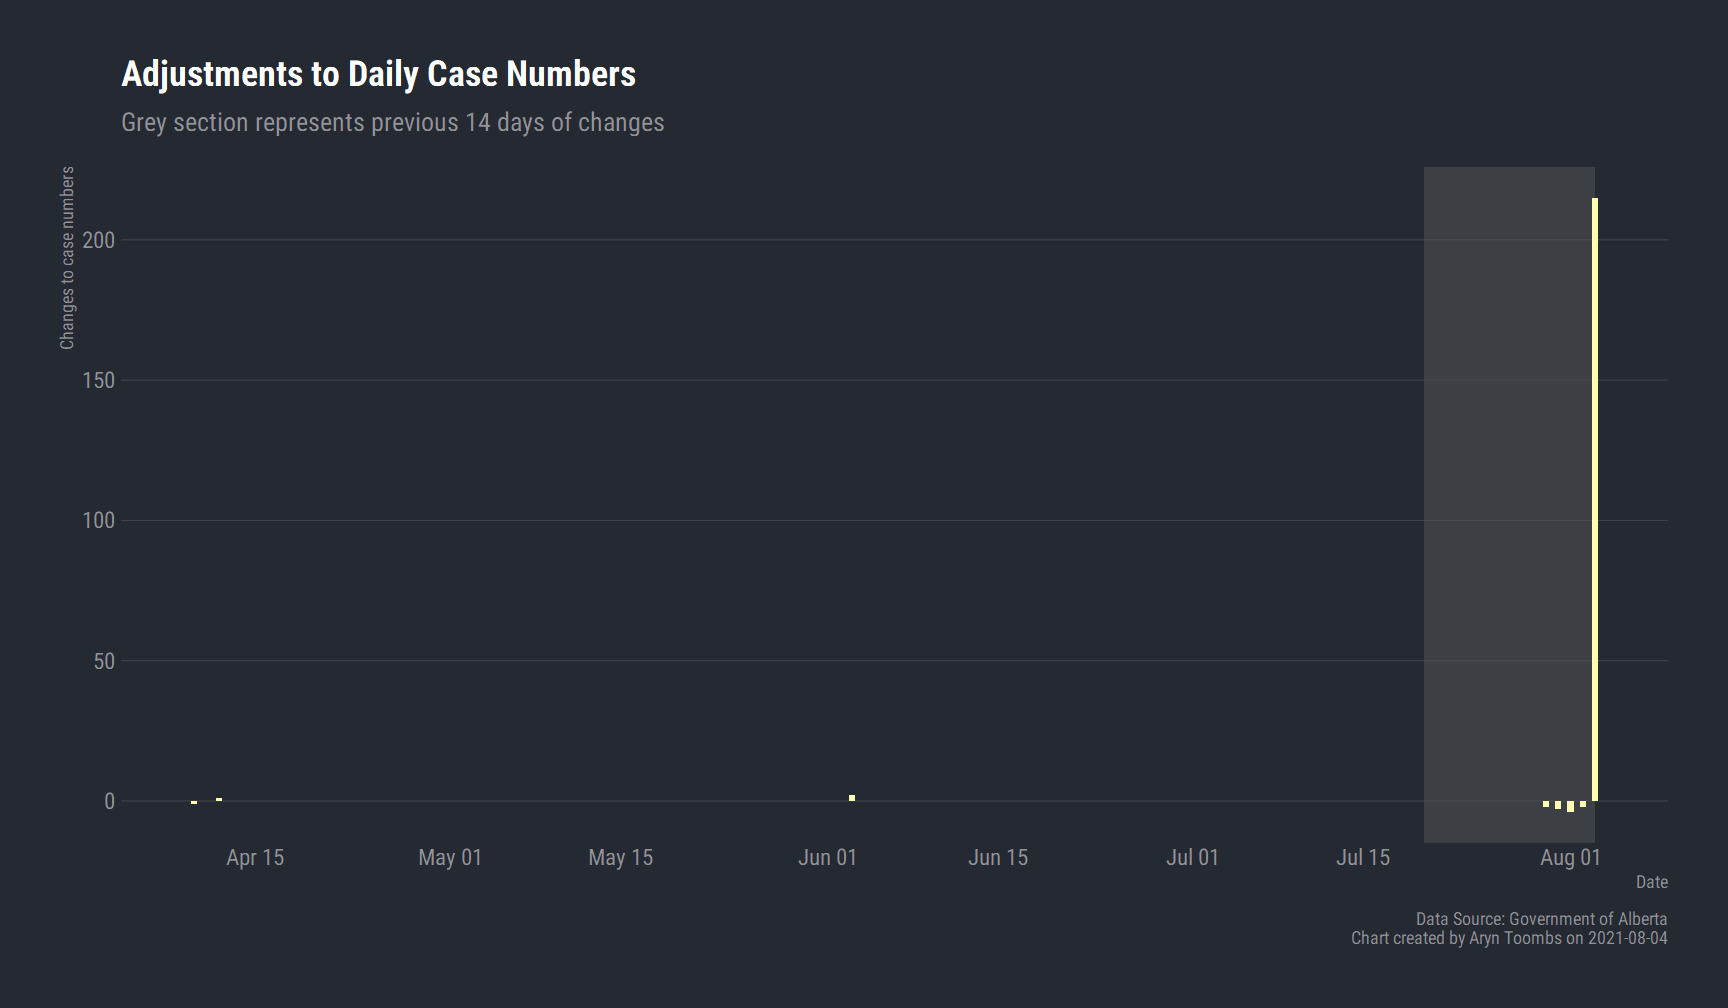 Adjustments to Daily Case Numbers
Grey section represents previous 14 days of changes
Changes to case numbers
200
150
100
50
0
Apr 15 May 01 May 15 Jun 01 Jun 15 Jul 01 Jul 15 Aug 01
Date
Data Source: Government of Alberta
Chart created by Aryn Toombs on 2021-08-04